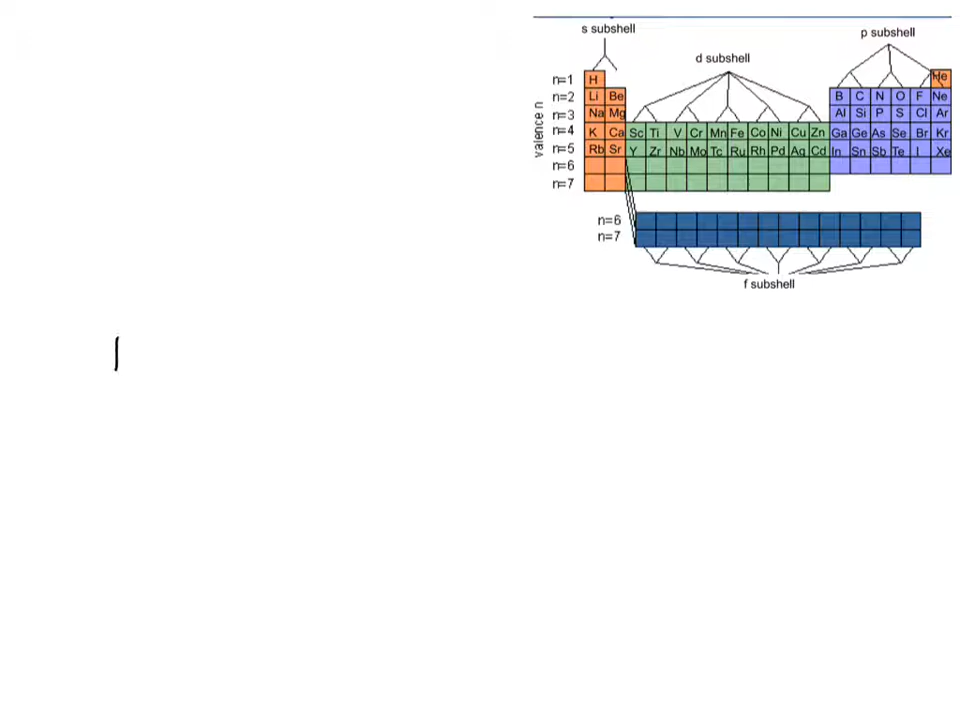 s subshell
p subshell
d subshell
valence n
n=1 H He
n=2 Li Be B C N O F Ne
n=3 Na Mg Al Si P S Cl Ar
n=4 K Ca Sc Ti V Cr Mn Fe Co Ni Cu Zn Ga Ge As Se Br Kr
n=5 Rb Sr Y Zr Nb Mo Tc Ru Rh Pd Ag Cd In Sn Sb Te I Xe
n=6
n=7
n=6
n=7
f subshell